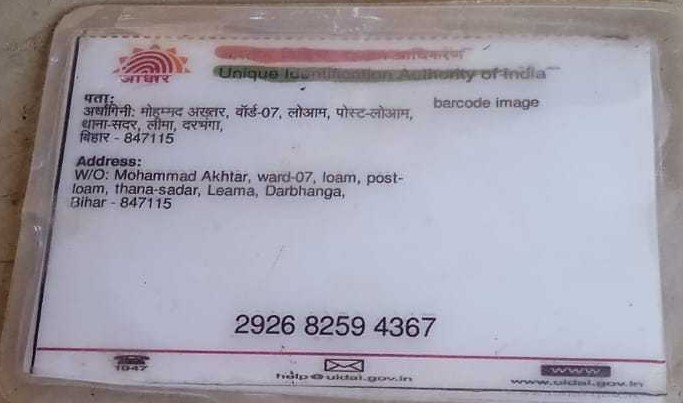 आधार
Unique Identification Authority of India
पता:
अर्धांगिनी: मोहम्मद अख्तर, वॉर्ड-07, लोआम, पोस्ट-लोआम,
थाना-सदर, लीमा, दरभंगा,
बिहार - 847115
barcode image
Address:
W/O: Mohammad Akhtar, ward-07, loam, post-
loam, thana-sadar, Leama, Darbhanga,
Bihar - 847115
2926 8259 4367
1947
help@uidai.gov.in
www
www.uidai.gov.in